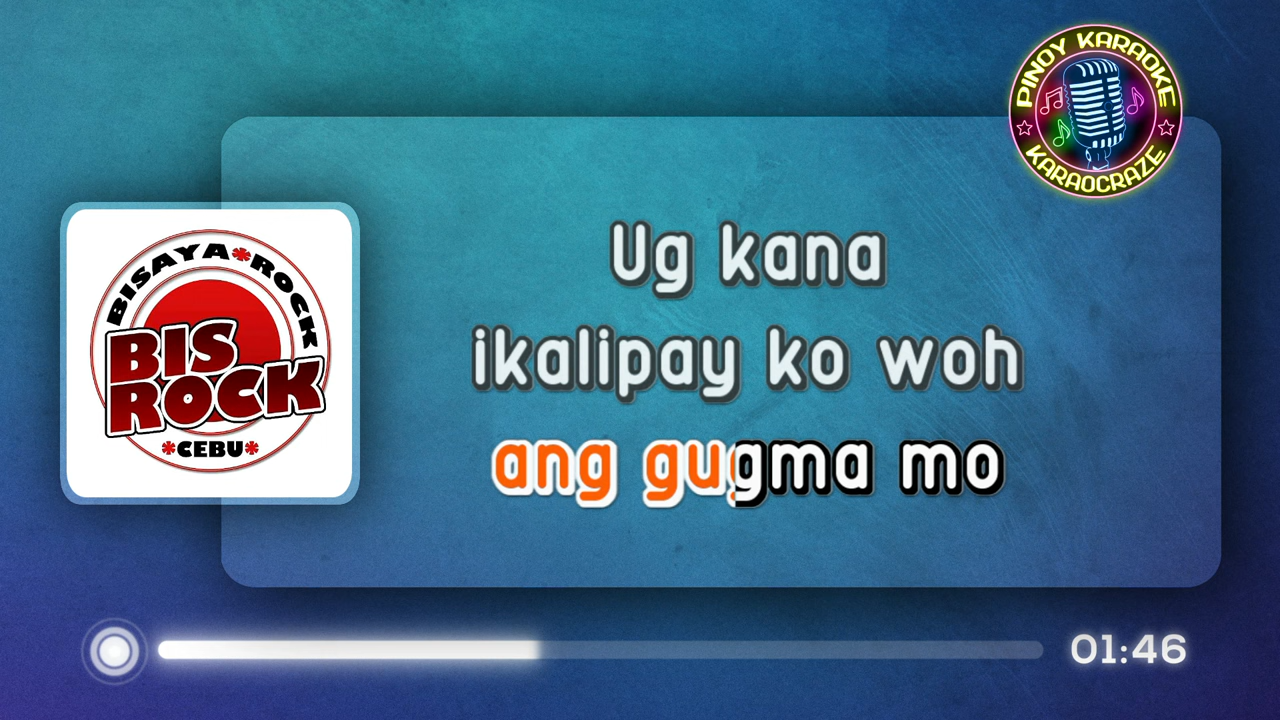 PINOY KARAOKE
KARAOCRAZE
BISAYA ROCK
BIS
ROCK
CEBU
Ug kana
ikalipay ko woh
ang gugma mo
01:46